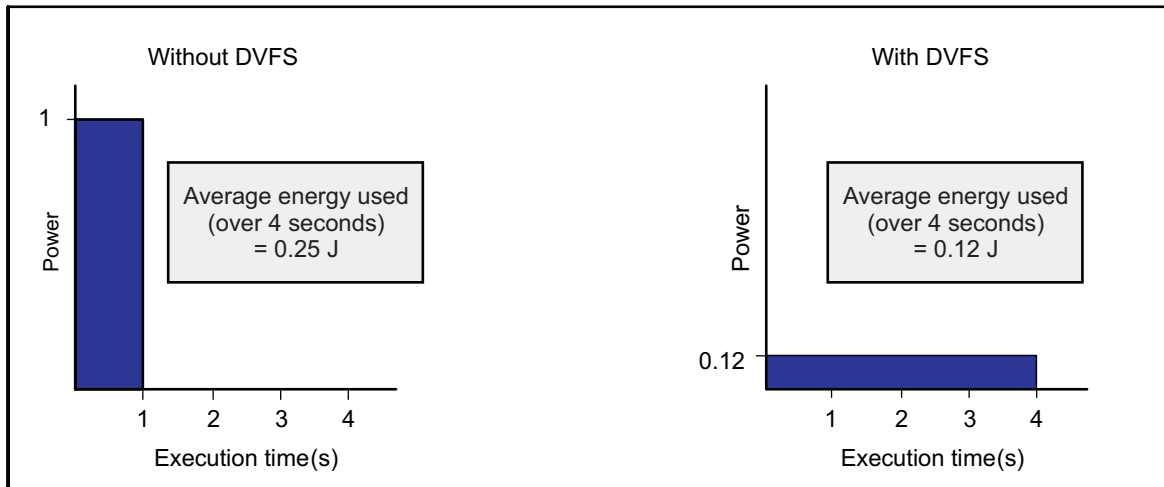 Without DVFS
1
Power
Average energy used
(over 4 seconds)
= 0.25 J
1 2 3 4
Execution time(s)
With DVFS
Power
Average energy used
(over 4 seconds)
= 0.12 J
0.12
1 2 3 4
Execution time(s)